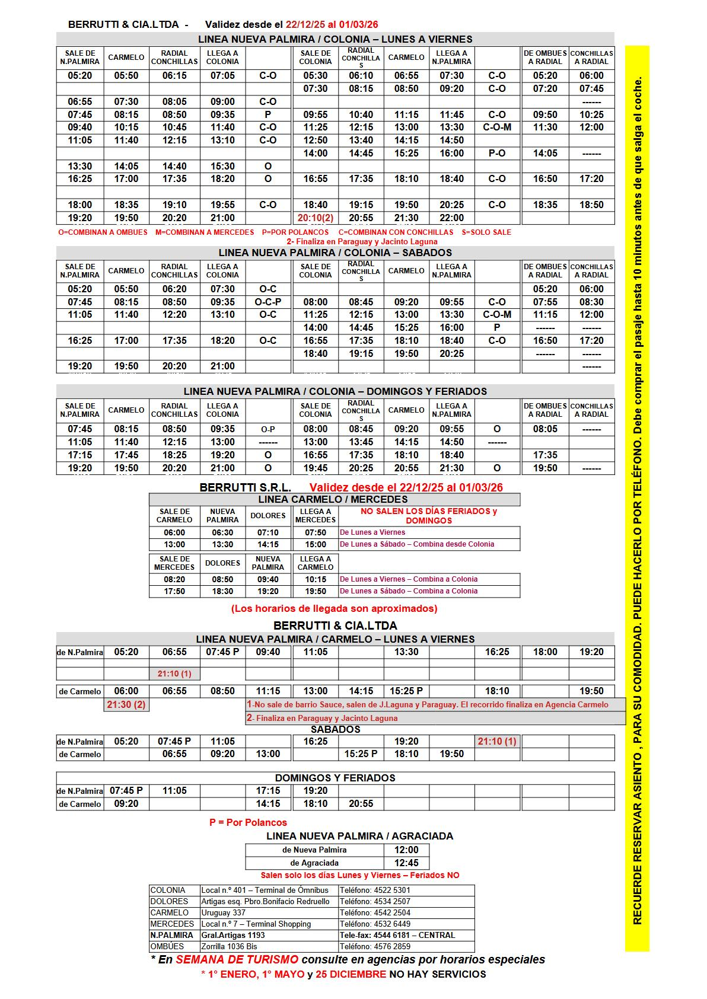 BERRUTTI & CIA.LTDA - Validez desde el 22/12/25 al 01/03/26
LINEA NUEVA PALMIRA / COLONIA – LUNES A VIERNES
SALE DE N.PALMIRA CARMELO RADIAL CONCHILLAS LLEGA A COLONIA SALE DE COLONIA RADIAL CONCHILLA S CARMELO LLEGA A N.PALMIRA DE OMBUES A RADIAL CONCHILLAS A RADIAL
05:20 05:50 06:15 07:05 C-O 05:30 06:10 06:55 07:30 C-O 05:20 06:00
07:30 08:15 08:50 09:20 C-O 07:20 07:45
06:55 07:30 08:05 09:00 C-O ------
07:45 08:15 08:50 09:35 P 09:55 10:40 11:15 11:45 C-O 09:50 10:25
09:40 10:15 10:45 11:40 C-O 11:25 12:15 13:00 13:30 C-O-M 11:30 12:00
11:05 11:40 12:15 13:10 C-O 12:50 13:40 14:15 14:50
14:00 14:45 15:25 16:00 P-O 14:05 ------
13:30 14:05 14:40 15:30 O
16:25 17:00 17:35 18:20 O 16:55 17:35 18:10 18:40 C-O 16:50 17:20
18:00 18:35 19:10 19:55 C-O 18:40 19:15 19:50 20:25 C-O 18:35 18:50
19:20 19:50 20:20 21:00 20:10(2) 20:55 21:30 22:00
O=COMBINAN A OMBUES M=COMBINAN A MERCEDES P=POR POLANCOS C=COMBINAN CON CONCHILLAS S=SOLO SALE
2- Finaliza en Paraguay y Jacinto Laguna
LINEA NUEVA PALMIRA / COLONIA – SABADOS
SALE DE N.PALMIRA CARMELO RADIAL CONCHILLAS LLEGA A COLONIA SALE DE COLONIA RADIAL CONCHILLA S CARMELO LLEGA A N.PALMIRA DE OMBUES A RADIAL CONCHILLAS A RADIAL
05:20 05:50 06:20 07:30 O-C 05:20 06:00
07:45 08:15 08:50 09:35 O-C-P 08:00 08:45 09:20 09:55 C-O 07:55 08:30
11:05 11:40 12:20 13:10 O-C 11:25 12:15 13:00 13:30 C-O-M 11:15 12:00
14:00 14:45 15:25 16:00 P ------ ------
16:25 17:00 17:35 18:20 O-C 16:55 17:35 18:10 18:40 C-O 16:50 17:20
18:40 19:15 19:50 20:25 ------ ------
19:20 19:50 20:20 21:00 ------
LINEA NUEVA PALMIRA / COLONIA – DOMINGOS Y FERIADOS
SALE DE N.PALMIRA CARMELO RADIAL CONCHILLAS LLEGA A COLONIA SALE DE COLONIA RADIAL CONCHILLA S CARMELO LLEGA A N.PALMIRA DE OMBUES A RADIAL CONCHILLAS A RADIAL
07:45 08:15 08:50 09:35 O-P 08:00 08:45 09:20 09:55 O 08:05 ------
11:05 11:40 12:15 13:00 ------ 13:00 13:45 14:15 14:50 ------
17:15 17:45 18:25 19:20 O 16:55 17:35 18:10 18:40 17:35
19:20 19:50 20:20 21:00 O 19:45 20:25 20:55 21:30 O 19:50 ------
BERRUTTI S.R.L. Validez desde el 22/12/25 al 01/03/26
LINEA CARMELO / MERCEDES
SALE DE CARMELO NUEVA PALMIRA DOLORES LLEGA A MERCEDES NO SALEN LOS DÍAS FERIADOS y DOMINGOS
06:00 06:30 07:10 07:50 De Lunes a Viernes
13:00 13:30 14:15 15:00 De Lunes a Sábado – Combina desde Colonia
SALE DE MERCEDES DOLORES NUEVA PALMIRA LLEGA A CARMELO
08:20 08:50 09:40 10:15 De Lunes a Viernes – Combina a Colonia
17:50 18:30 19:20 19:50 De Lunes a Sábado – Combina a Colonia
(Los horarios de llegada son aproximados)
BERRUTTI & CIA.LTDA
LINEA NUEVA PALMIRA / CARMELO – LUNES A VIERNES
de N.Palmira 05:20 06:55 07:45 P 09:40 11:05 13:30 16:25 18:00 19:20
21:10 (1)
de Carmelo 06:00 06:55 08:50 11:15 13:00 14:15 15:25 P 18:10 19:50
21:30 (2) 1-No sale de barrio Sauce, salen de J.Laguna y Paraguay. El recorrido finaliza en Agencia Carmelo
2- Finaliza en Paraguay y Jacinto Laguna
SABADOS
de N.Palmira 05:20 07:45 P 11:05 16:25 19:20 21:10 (1)
de Carmelo 06:55 09:20 13:00 15:25 P 18:10 19:50
DOMINGOS Y FERIADOS
de N.Palmira 07:45 P 11:05 17:15 19:20
de Carmelo 09:20 14:15 18:10 20:55
P = Por Polancos
LINEA NUEVA PALMIRA / AGRACIADA
de Nueva Palmira 12:00
de Agraciada 12:45
Salen solo los días Lunes y Viernes – Feriados NO
COLONIA Local n.º 401 – Terminal de Ómnibus Teléfono: 4522 5301
DOLORES Artigas esq. Pbro.Bonifacio Redruello Teléfono: 4534 2507
CARMELO Uruguay 337 Teléfono: 4542 2504
MERCEDES Local n.º 7 – Terminal Shopping Teléfono: 4532 6449
N.PALMIRA Gral.Artigas 1193 Tele-fax: 4544 6181 – CENTRAL
OMBÚES Zorrilla 1036 Bis Teléfono: 4576 2859
* En SEMANA DE TURISMO consulte en agencias por horarios especiales
* 1° ENERO, 1° MAYO y 25 DICIEMBRE NO HAY SERVICIOS
RECUERDE RESERVAR ASIENTO , PARA SU COMODIDAD. PUEDE HACERLO POR TELÉFONO. Debe comprar el pasaje hasta 10 minutos antes de que salga el coche.